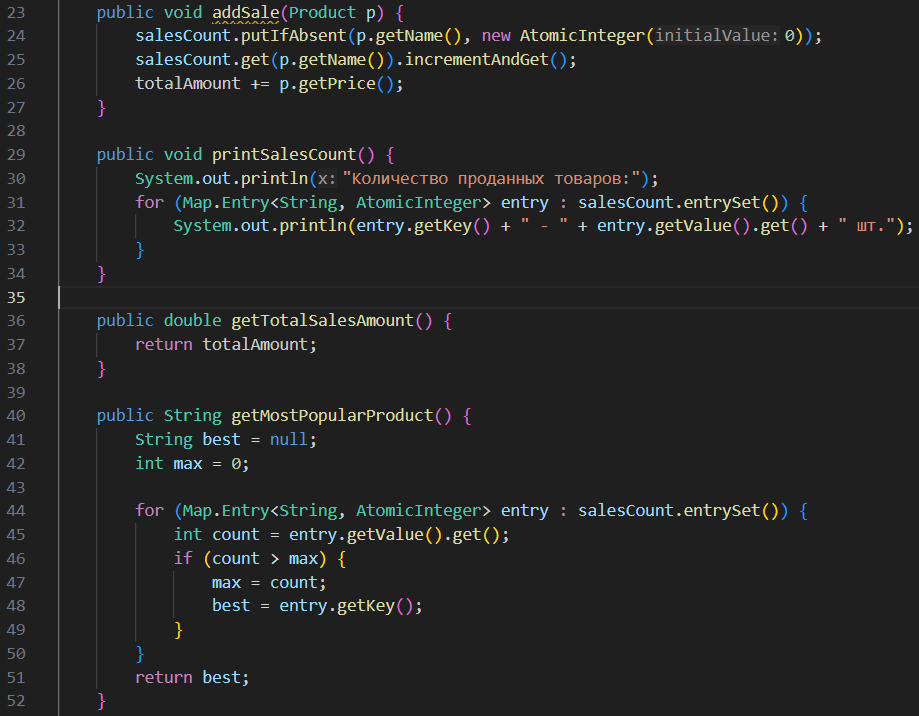 23 public void addSale(Product p) {
24 salesCount.putIfAbsent(p.getName(), new AtomicInteger(initialValue: 0));
25 salesCount.get(p.getName()).incrementAndGet();
26 totalAmount += p.getPrice();
27 }
28
29 public void printSalesCount() {
30 System.out.println(x: "Количество проданных товаров:");
31 for (Map.Entry<String, AtomicInteger> entry : salesCount.entrySet()) {
32 System.out.println(entry.getKey() + " - " + entry.getValue().get() + " шт.");
33 }
34 }
35
36 public double getTotalSalesAmount() {
37 return totalAmount;
38 }
39
40 public String getMostPopularProduct() {
41 String best = null;
42 int max = 0;
43
44 for (Map.Entry<String, AtomicInteger> entry : salesCount.entrySet()) {
45 int count = entry.getValue().get();
46 if (count > max) {
47 max = count;
48 best = entry.getKey();
49 }
50 }
51 return best;
52 }